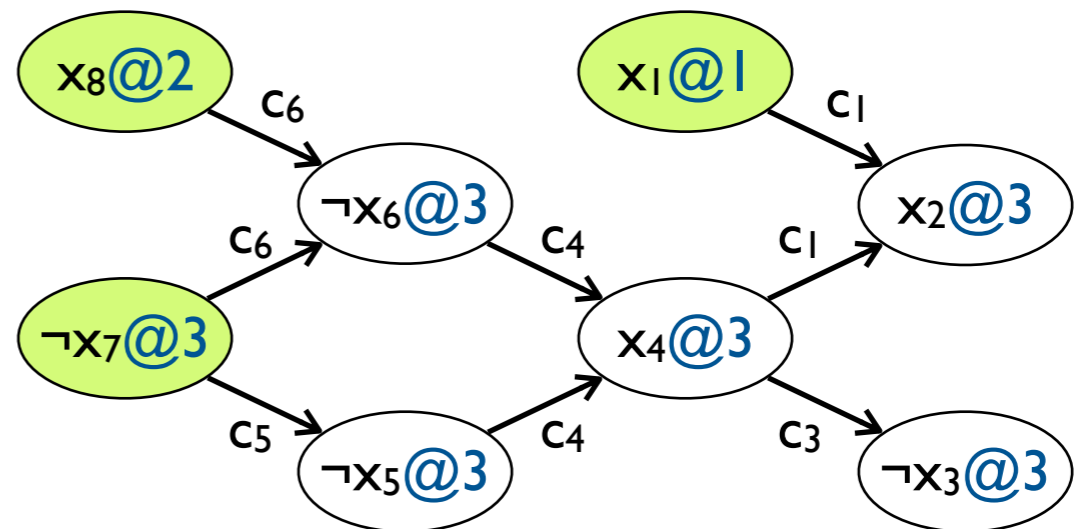 x₈@2
x₁@1
c₆
c₁
¬x₆@3
x₂@3
c₆
c₄
c₁
¬x₇@3
x₄@3
c₅
c₄
c₃
¬x₅@3
¬x₃@3